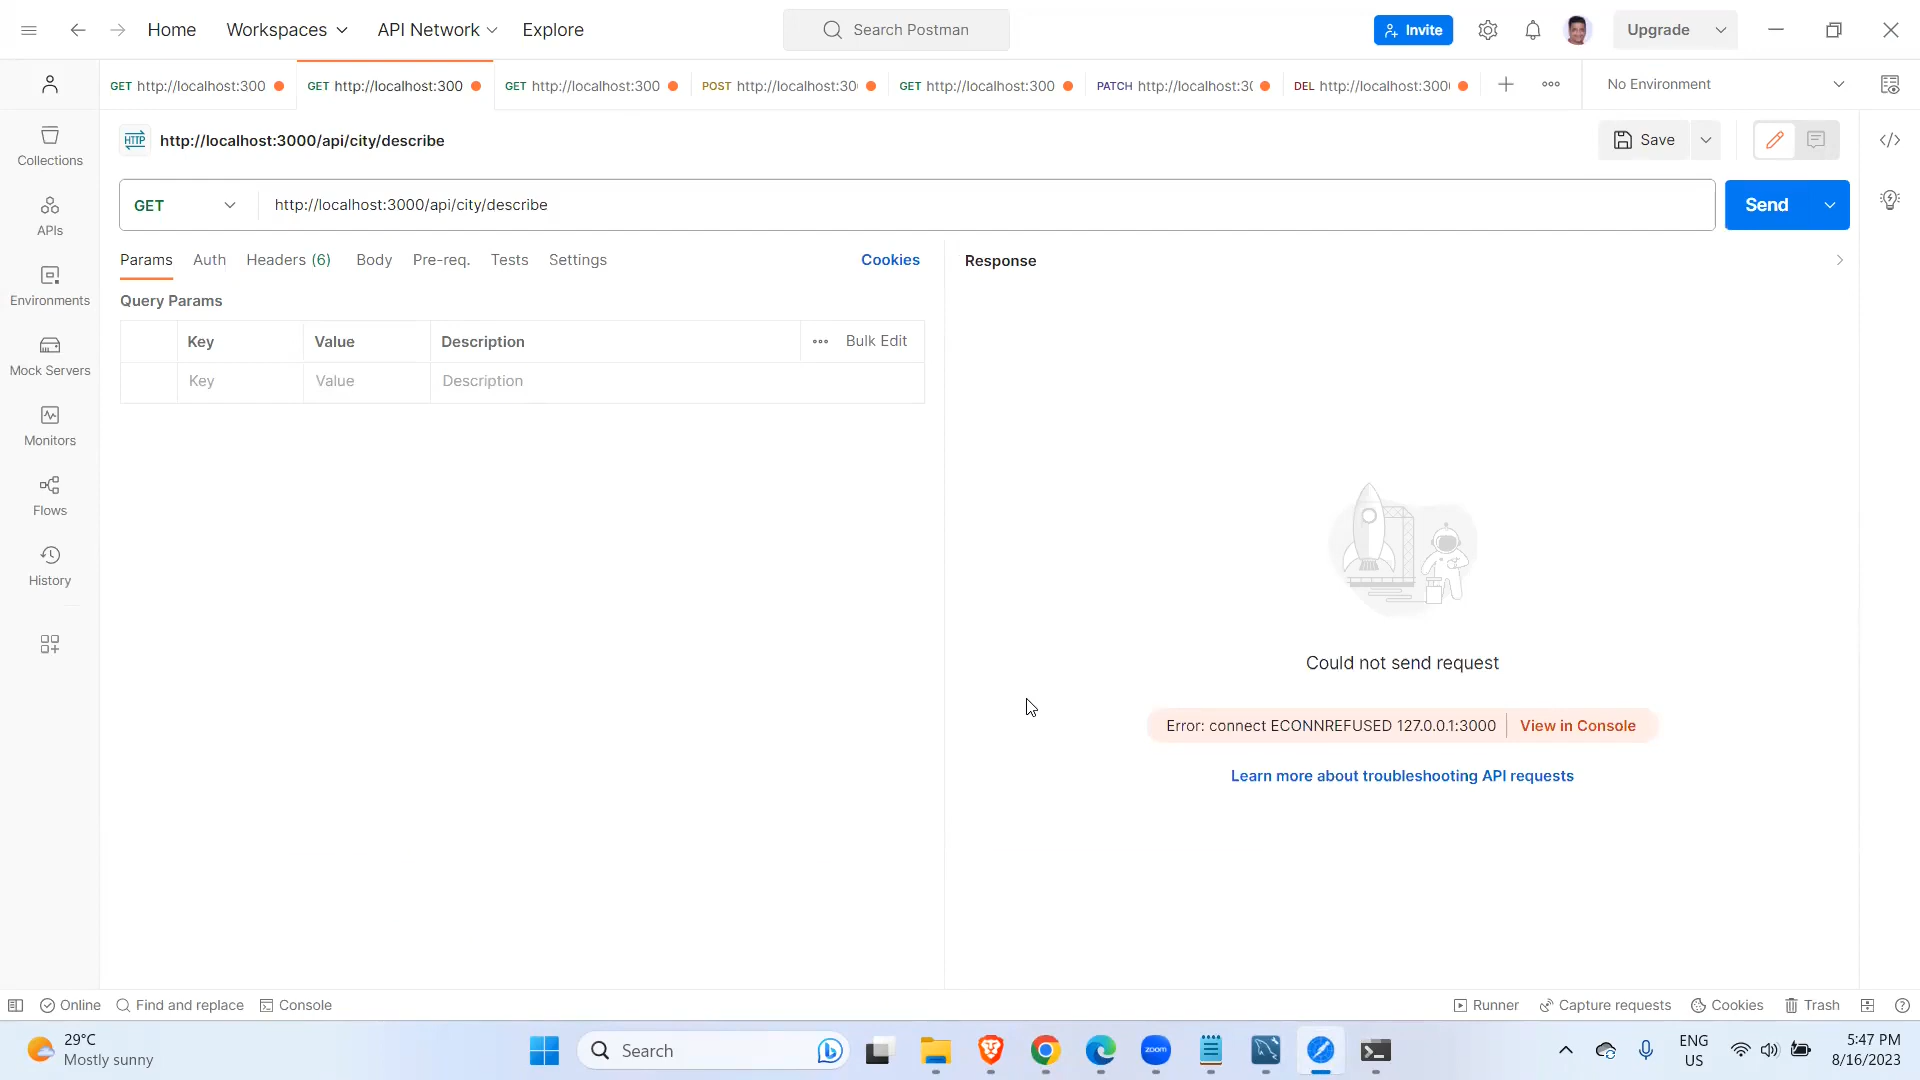 Home
Workspaces
API Network
Explore
Search Postman
Invite
Upgrade
GET http://localhost:300
GET http://localhost:300
GET http://localhost:300
POST http://localhost:30
GET http://localhost:300
PATCH http://localhost:3
DEL http://localhost:300
No Environment
Collections
APIs
Environments
Mock Servers
Monitors
Flows
History
HTTP http://localhost:3000/api/city/describe
Save
GET http://localhost:3000/api/city/describe
Send
Params Auth Headers (6) Body Pre-req. Tests Settings
Cookies
Query Params
Key Value Description Bulk Edit
Key Value Description
Response
Could not send request
Error: connect ECONNREFUSED 127.0.0.1:3000 View in Console
Learn more about troubleshooting API requests
Online Find and replace Console
Runner Capture requests Cookies Trash
29°C
Mostly sunny
Search
zoom
ENG
US
5:47 PM
8/16/2023